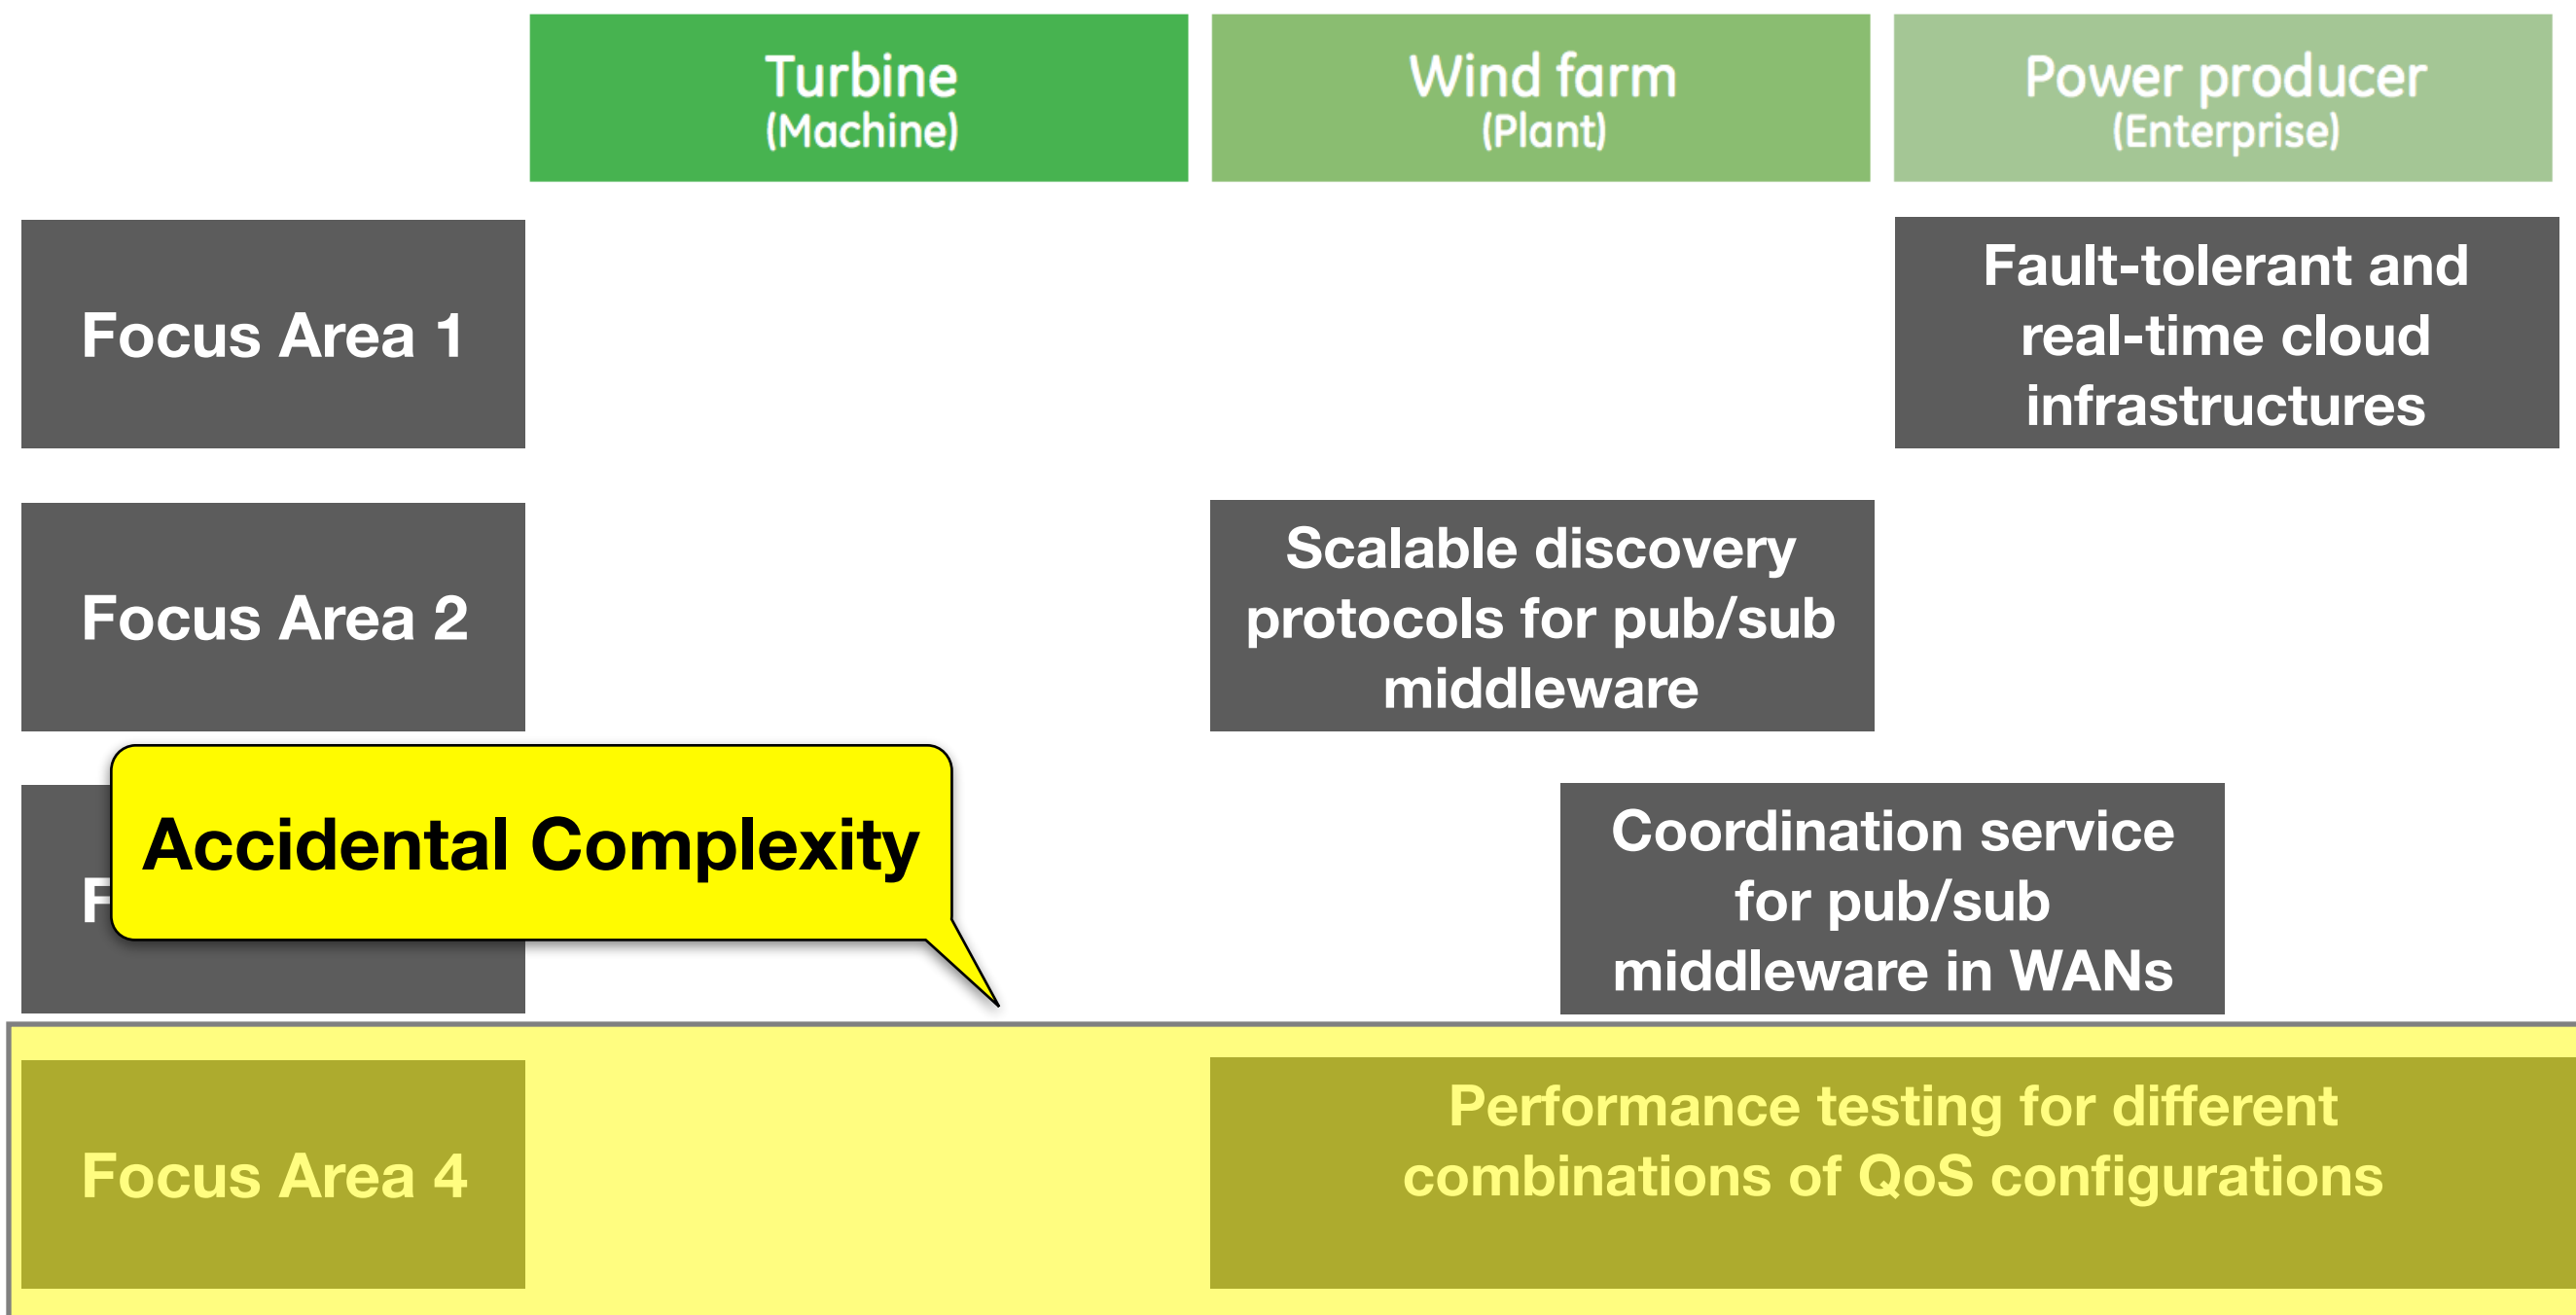 Turbine
(Machine)
Wind farm
(Plant)
Power producer
(Enterprise)
Focus Area 1
Fault-tolerant and
real-time cloud
infrastructures
Focus Area 2
Scalable discovery
protocols for pub/sub
middleware
Accidental Complexity
Coordination service
for pub/sub
middleware in WANs
Focus Area 4
Performance testing for different
combinations of QoS configurations